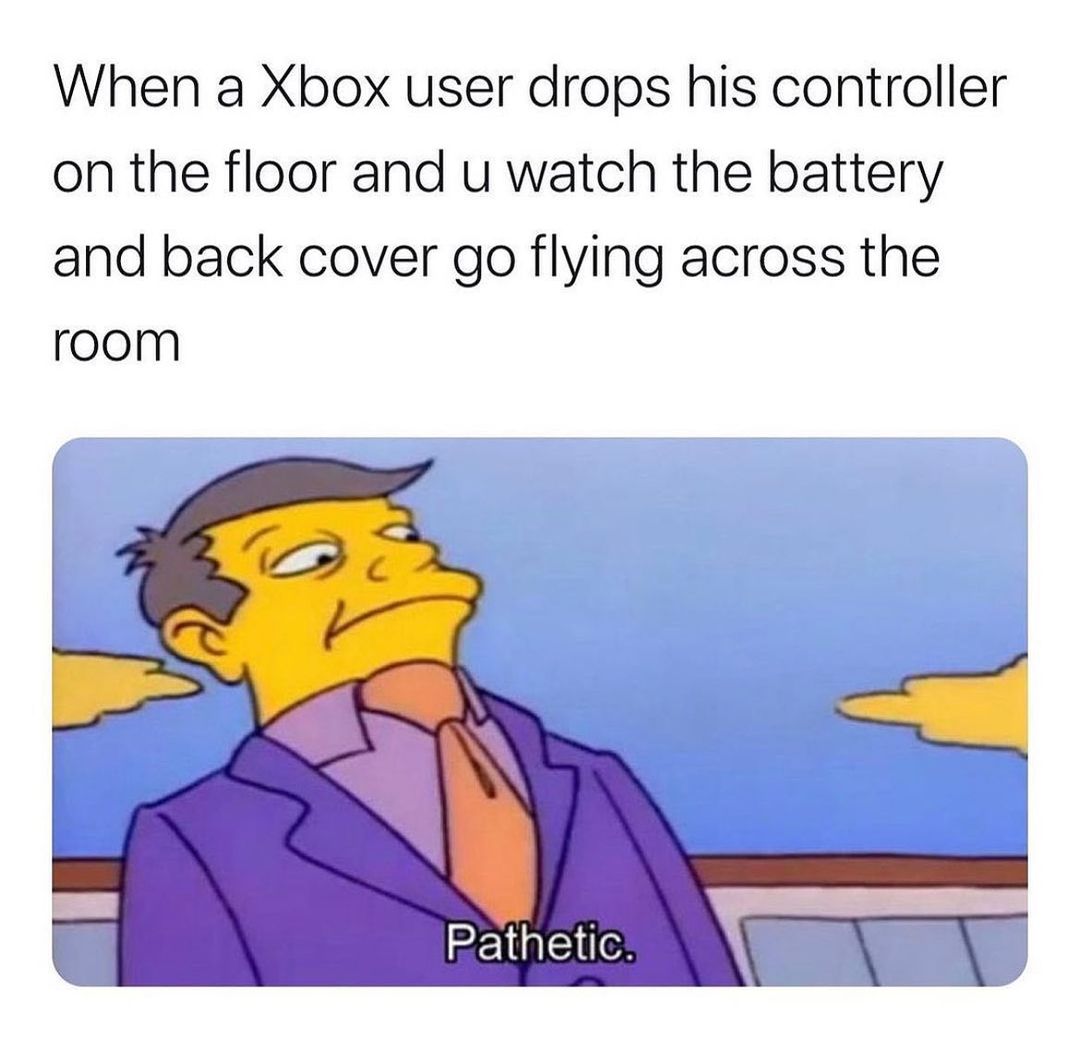 When a Xbox user drops his controller
on the floor and u watch the battery
and back cover go flying across the
room
Pathetic.